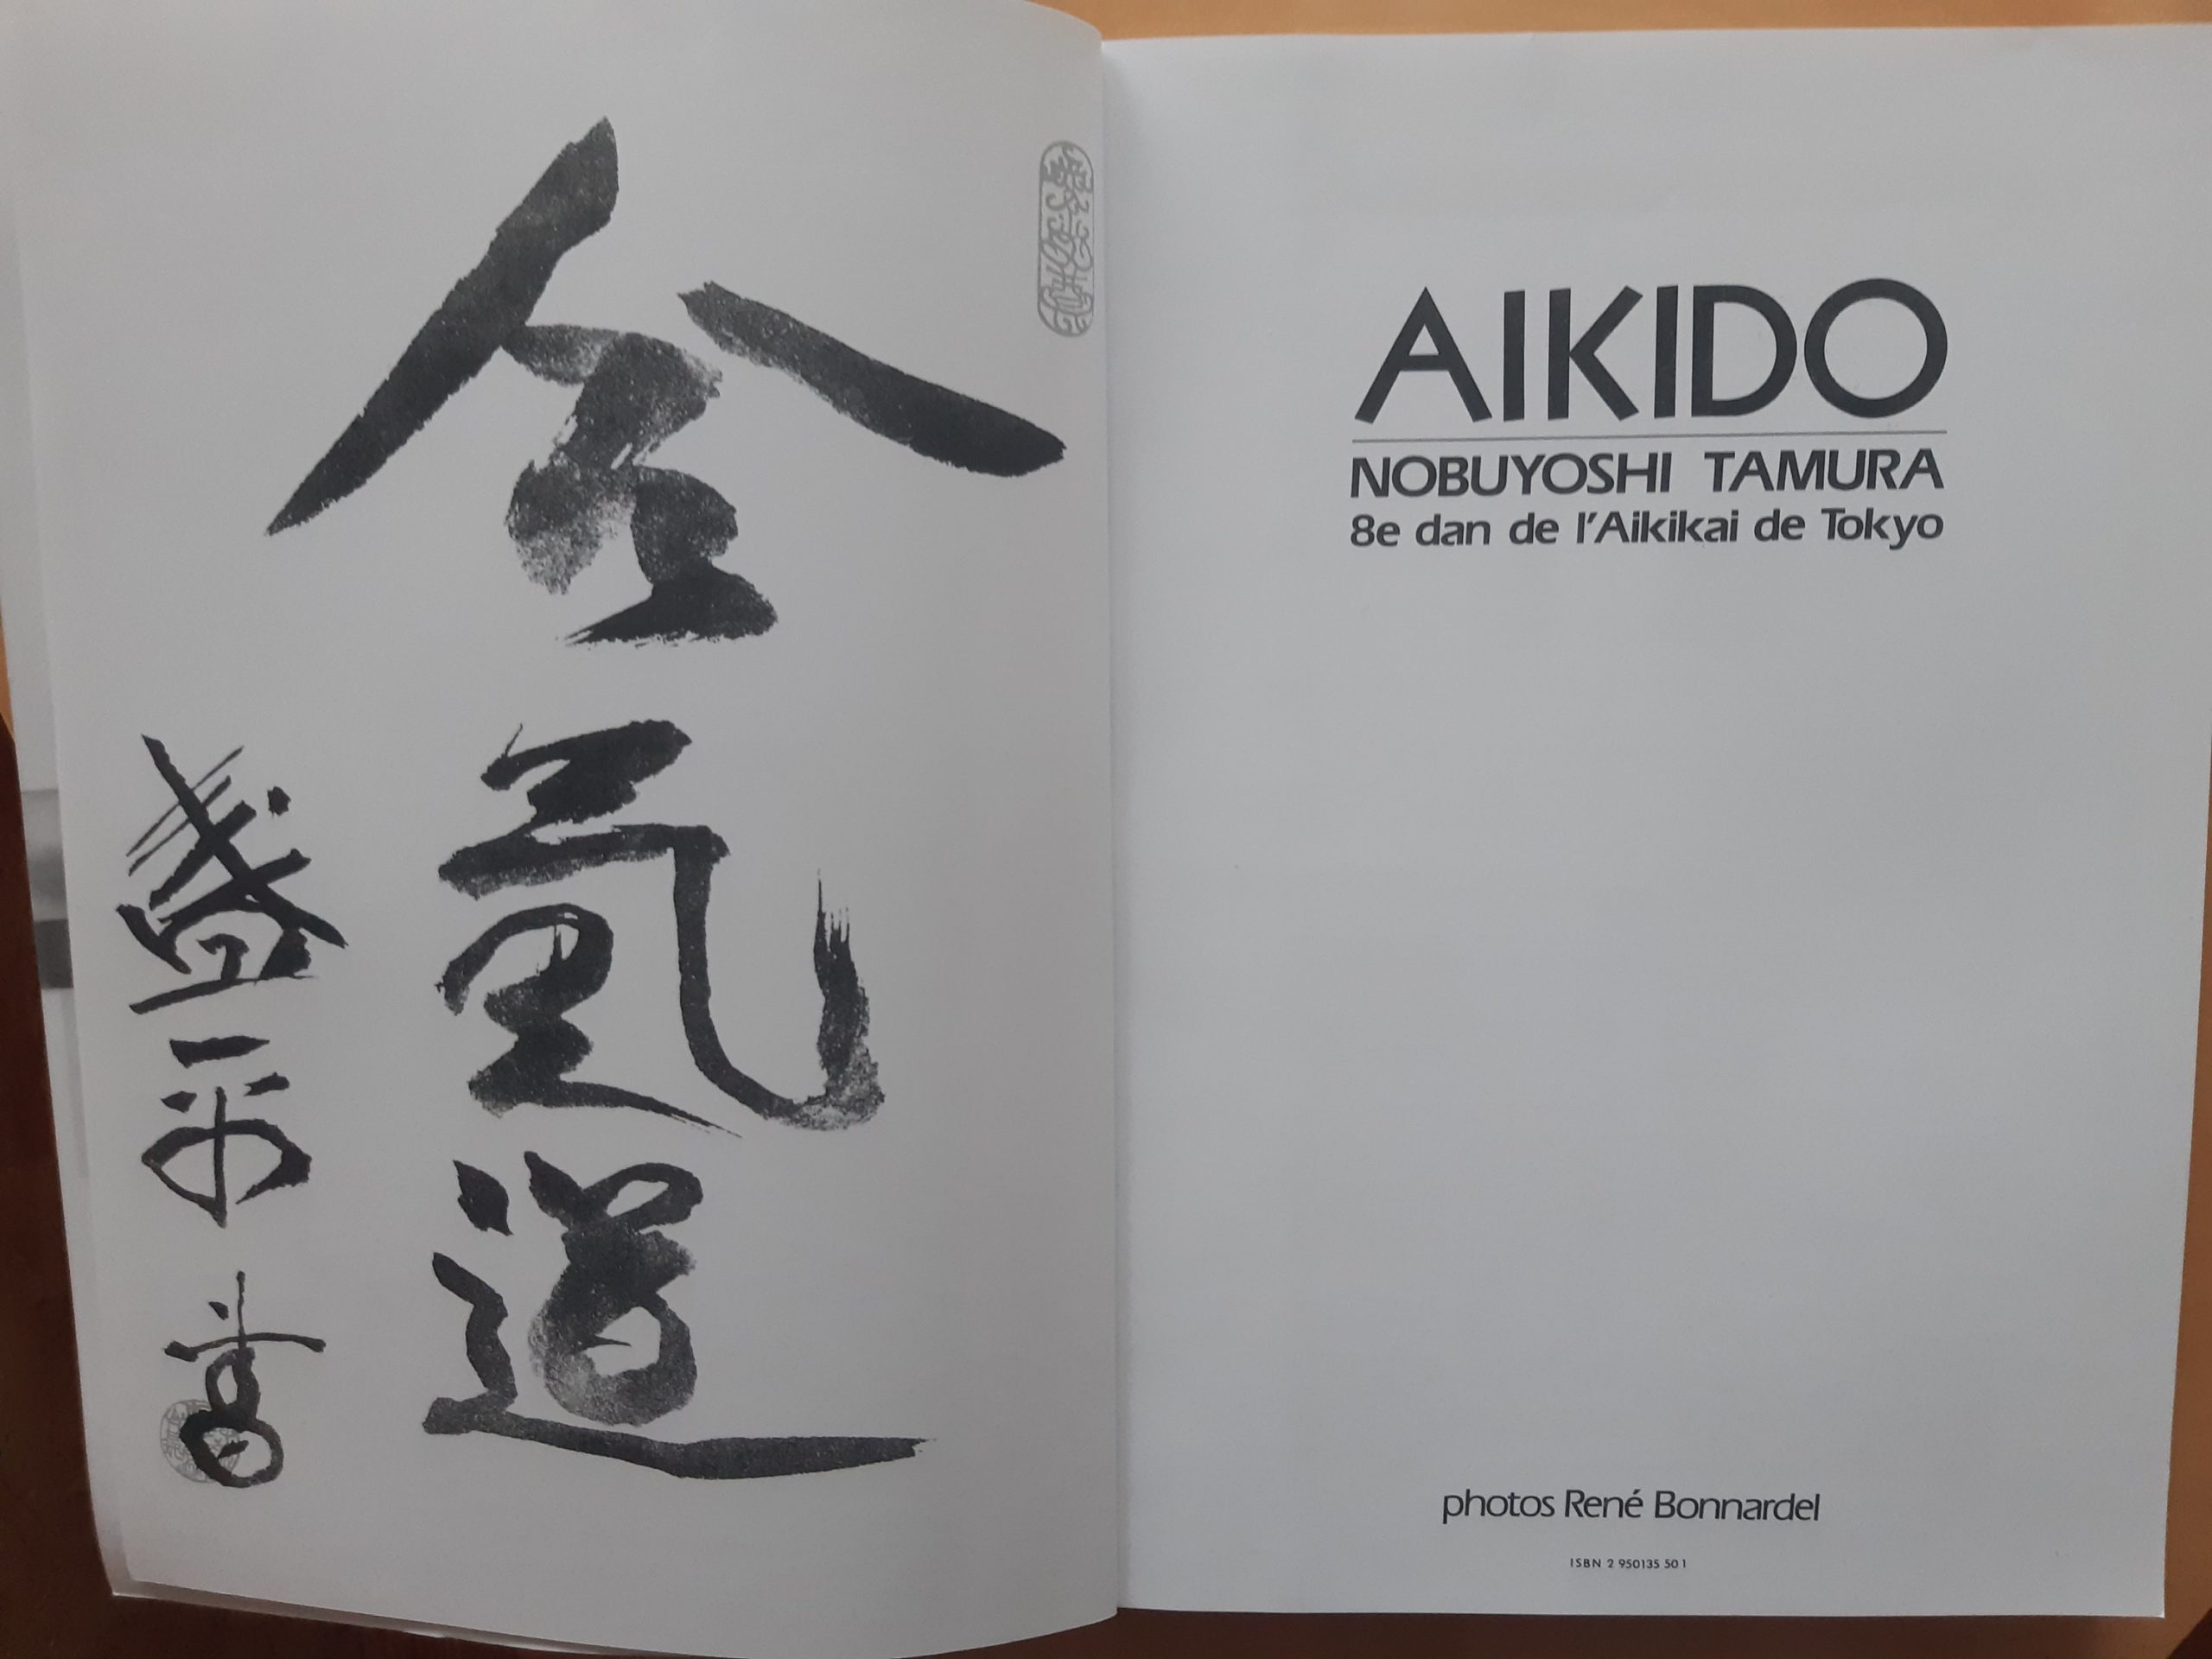 合氣道
盛平
AIKIDO
NOBUYOSHI TAMURA
8e dan de l'Aikikai de Tokyo
photos René Bonnardel
ISBN 2 950135 50 1